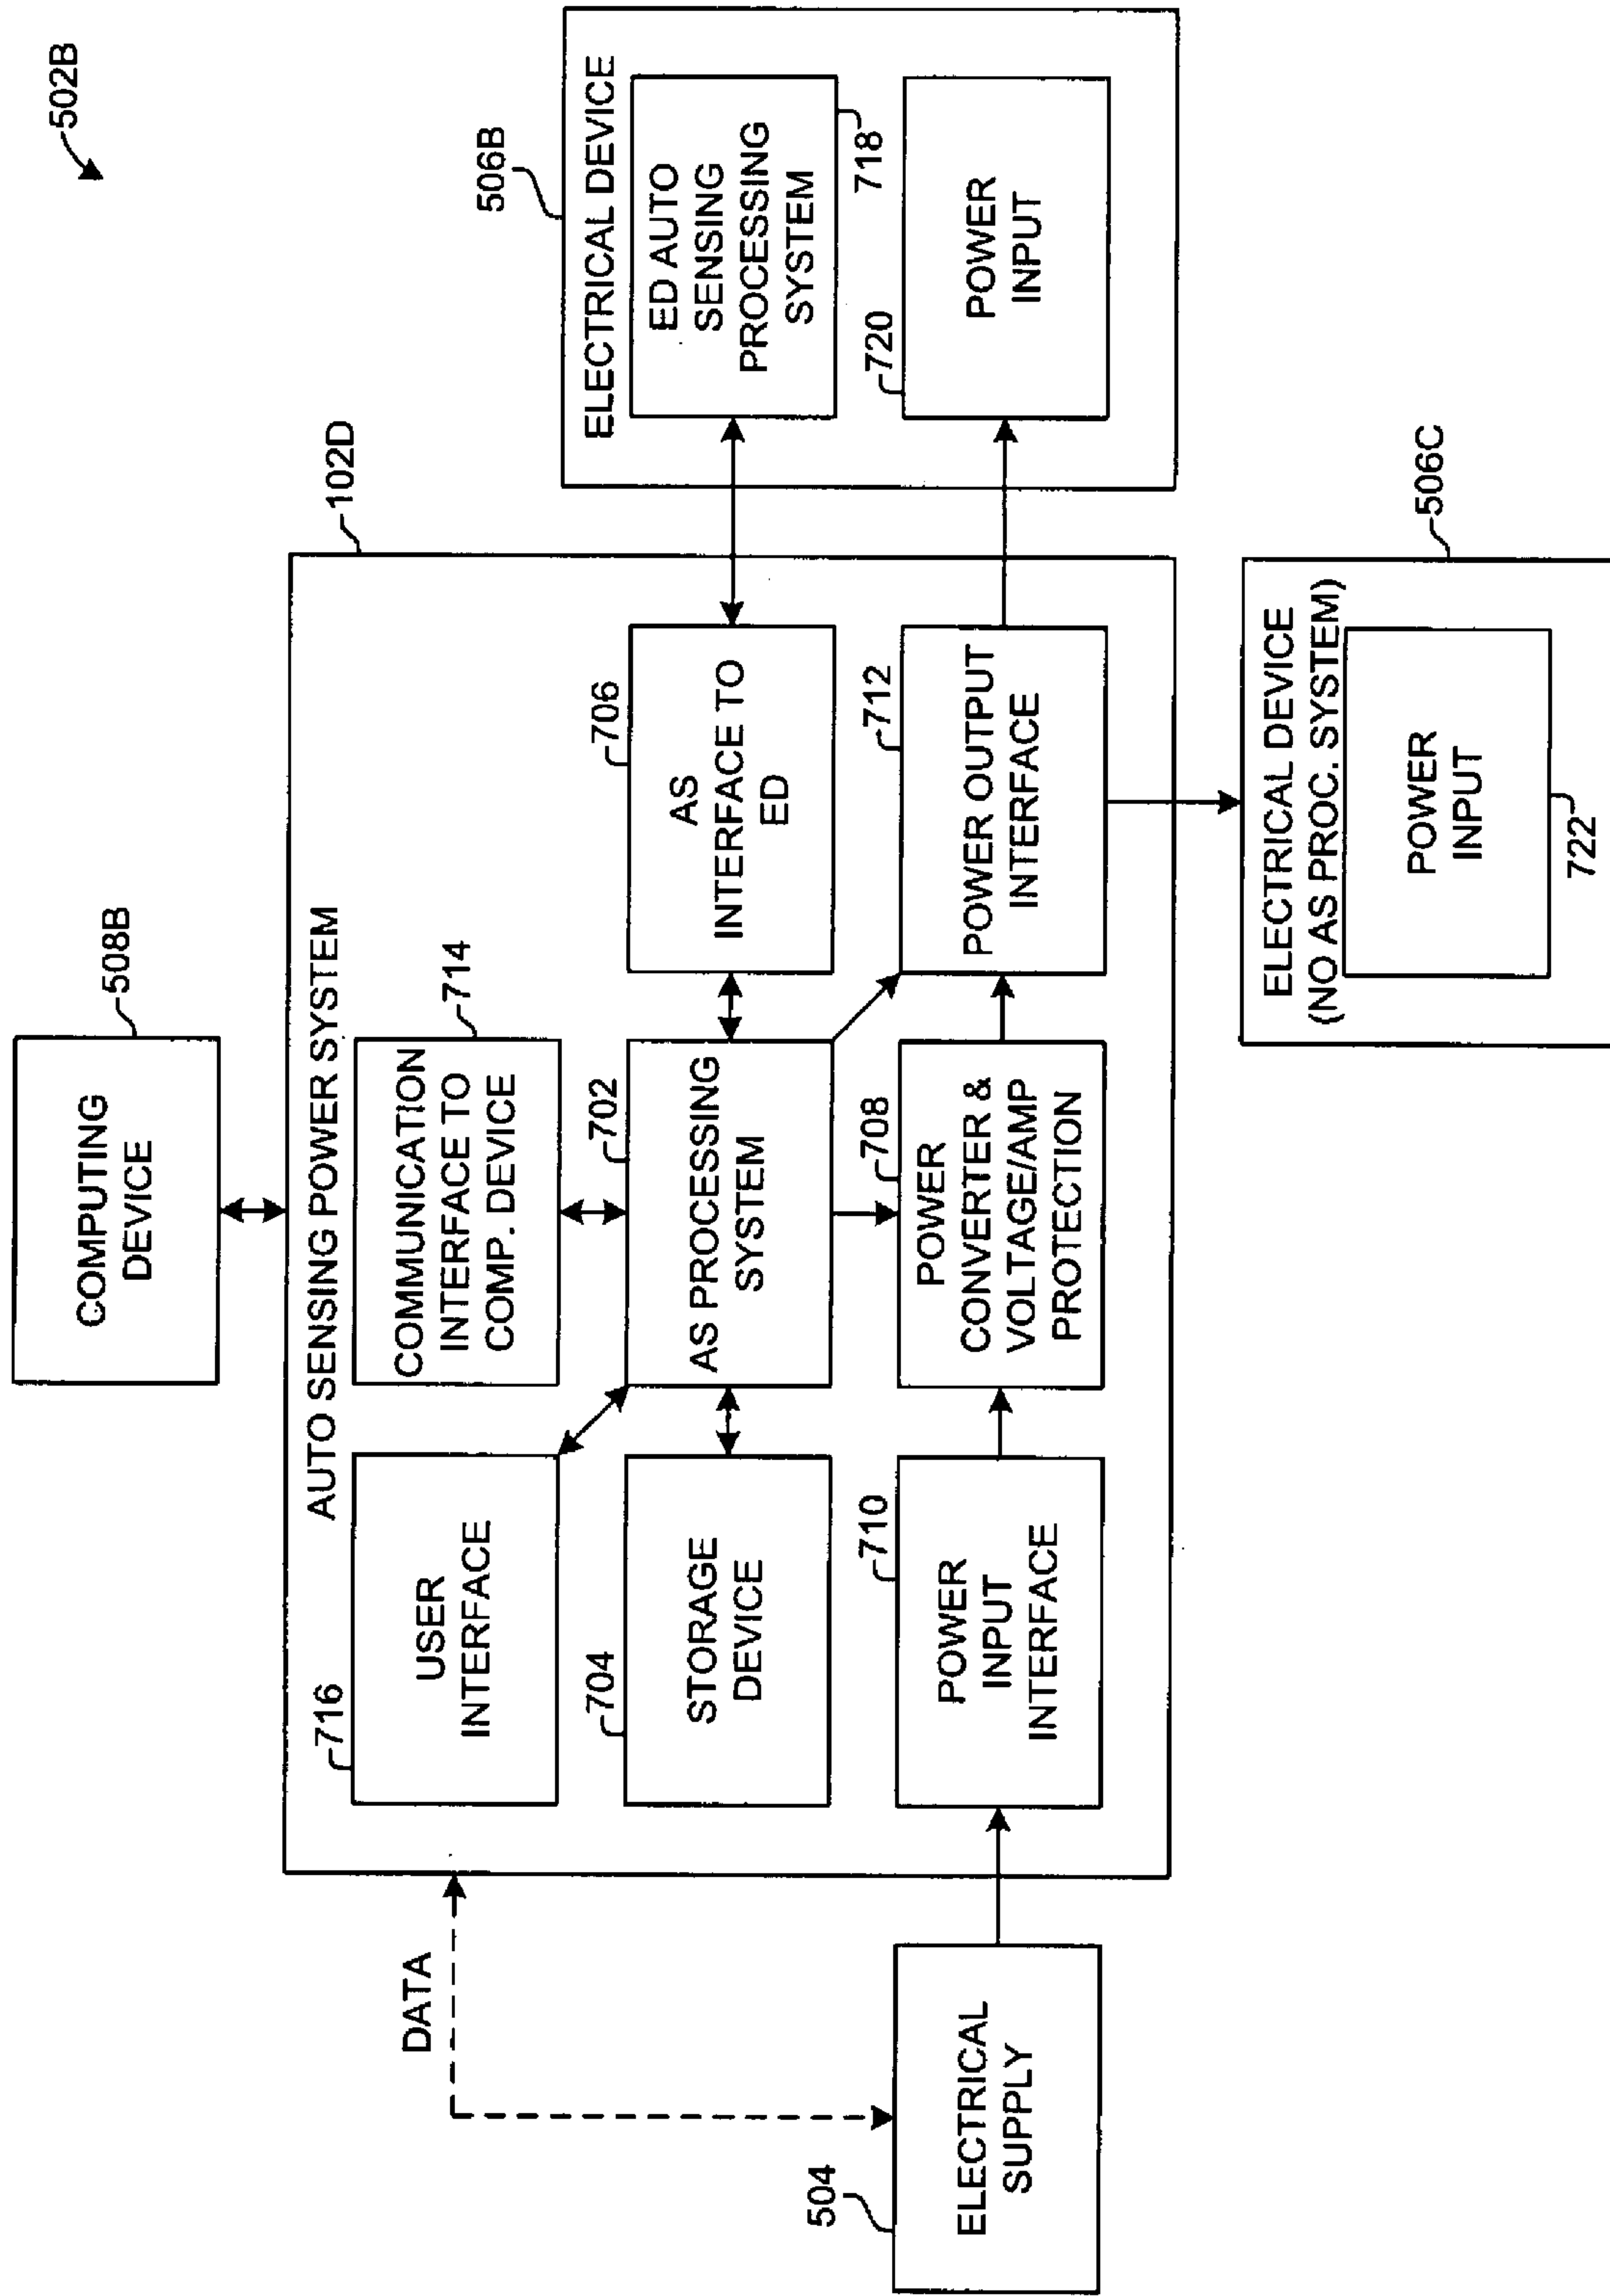 502B
COMPUTING
DEVICE
508B
AUTO SENSING POWER SYSTEM
102D
DATA
716
USER
INTERFACE
COMMUNICATION
INTERFACE TO
COMP. DEVICE
714
704
STORAGE
DEVICE
702
AS PROCESSING
SYSTEM
706
AS
INTERFACE TO
ED
506B
ELECTRICAL DEVICE
ED AUTO
SENSING
PROCESSING
SYSTEM
718
504
ELECTRICAL
SUPPLY
710
POWER
INPUT
INTERFACE
708
POWER
CONVERTER &
VOLTAGE/AMP
PROTECTION
712
POWER OUTPUT
INTERFACE
720
POWER
INPUT
506C
ELECTRICAL DEVICE
(NO AS PROC. SYSTEM)
POWER
INPUT
722